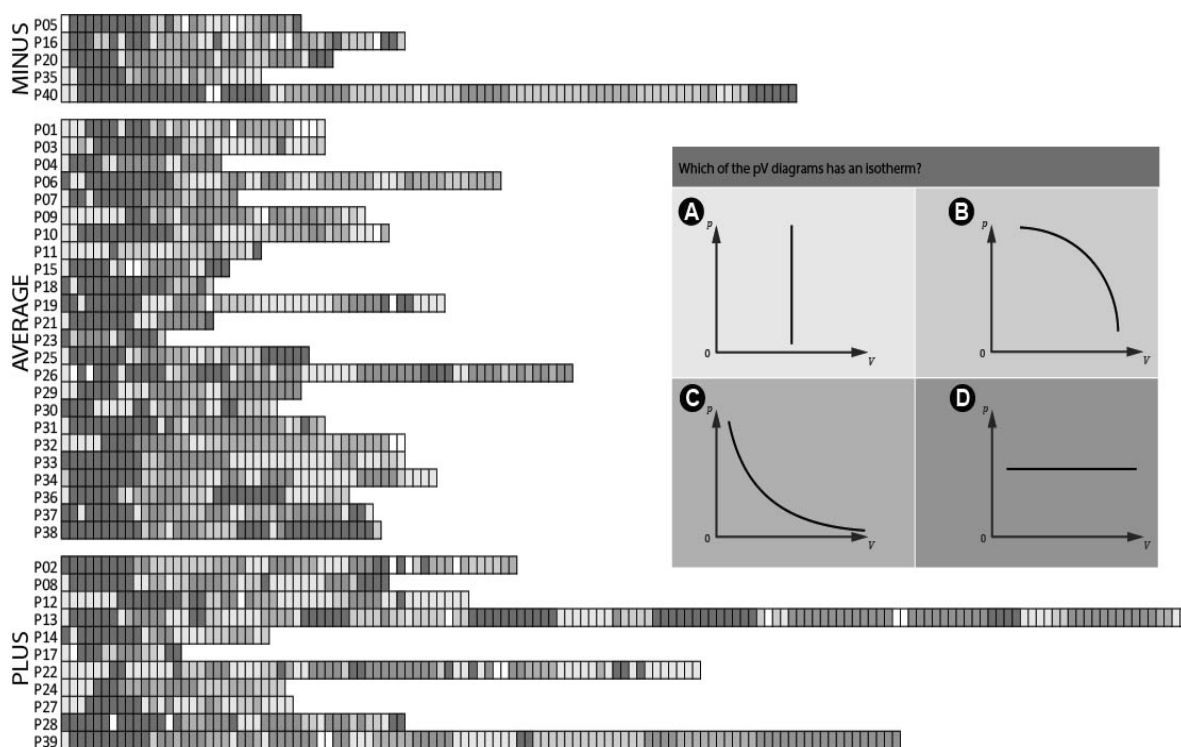 MINUS
P05
P16
P20
P35
P40
AVERAGE
P01
P03
P04
P06
P07
P09
P10
P11
P15
P18
P19
P21
P23
P25
P26
P29
P30
P31
P32
P33
P34
P36
P37
P38
PLUS
P02
P08
P12
P13
P14
P17
P22
P24
P27
P28
P39
Which of the pV diagrams has an isotherm?
A
p
0
V
B
p
0
V
C
p
0
V
D
p
0
V